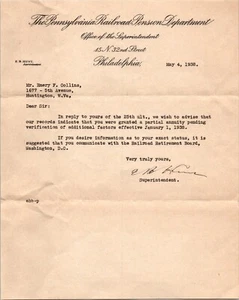 The Pennsylvania Railroad Pension Department
Office of the Superintendent
15 N. 32nd Street
Philadelphia,
May 4, 1938.
Mr. Emery F. Collins,
1677 - 5th Avenue,
Huntington, W.Va.
Dear Sir:
In reply to yours of the 28th ult., we wish to advise that
our records indicate that you were granted a partial annuity pending
verification of additional factors effective January 1, 1938.
If you desire information as to your exact status, it is
suggested that you communicate with the Railroad Retirement Board,
Washington, D.C.
Very truly yours,
Superintendent.